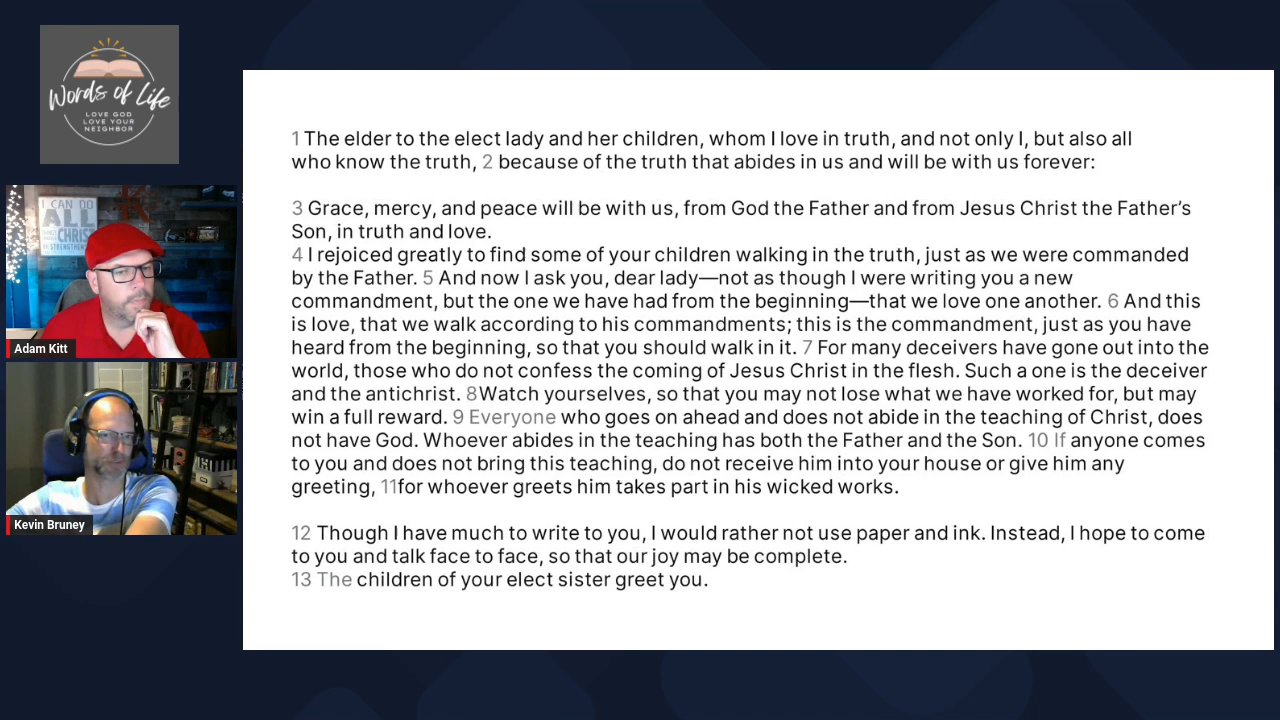 Words of Life
LOVE GOD
LOVE YOUR
NEIGHBOR
I CAN DO
ALL
CHRIS
Adam Kitt
Kevin Bruney
1 The elder to the elect lady and her children, whom I love in truth, and not only I, but also all
who know the truth, 2 because of the truth that abides in us and will be with us forever:
3 Grace, mercy, and peace will be with us, from God the Father and from Jesus Christ the Father’s
Son, in truth and love.
4 I rejoiced greatly to find some of your children walking in the truth, just as we were commanded
by the Father. 5 And now I ask you, dear lady—not as though I were writing you a new
commandment, but the one we have had from the beginning—that we love one another. 6 And this
is love, that we walk according to his commandments; this is the commandment, just as you have
heard from the beginning, so that you should walk in it. 7 For many deceivers have gone out into the
world, those who do not confess the coming of Jesus Christ in the flesh. Such a one is the deceiver
and the antichrist. 8Watch yourselves, so that you may not lose what we have worked for, but may
win a full reward. 9 Everyone who goes on ahead and does not abide in the teaching of Christ, does
not have God. Whoever abides in the teaching has both the Father and the Son. 10 If anyone comes
to you and does not bring this teaching, do not receive him into your house or give him any
greeting, 11for whoever greets him takes part in his wicked works.
12 Though I have much to write to you, I would rather not use paper and ink. Instead, I hope to come
to you and talk face to face, so that our joy may be complete.
13 The children of your elect sister greet you.